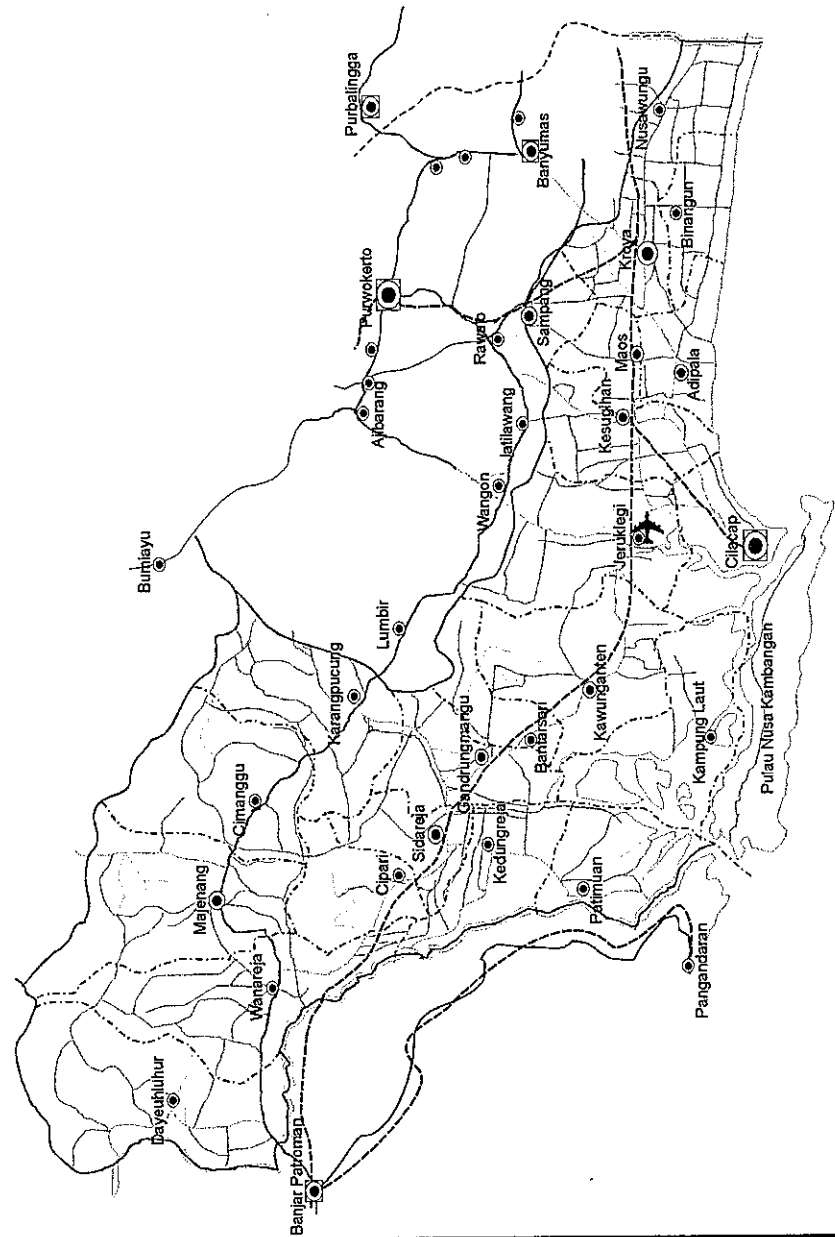 Bumiayu
Dayeuhluhur
Majenang
Cimanggu
Wanareja
Banjar Patroman
Karangpucung
Purbalingga
Purwokerto
Ajibarang
Cipari
Lumbir
Sidareja
Gandrungmangu
Rawalo
Wangon
Kedungreja
Jatilawang
Bantarsari
Sampang
Banyumas
Patimuan
Kawunganten
Kesugihan
Jeruklegi
Maos
Kroya
Nusawungu
Binangun
Adipala
Kampung Laut
Pangandaran
Cilacap
Pulau Nusa Kambangan